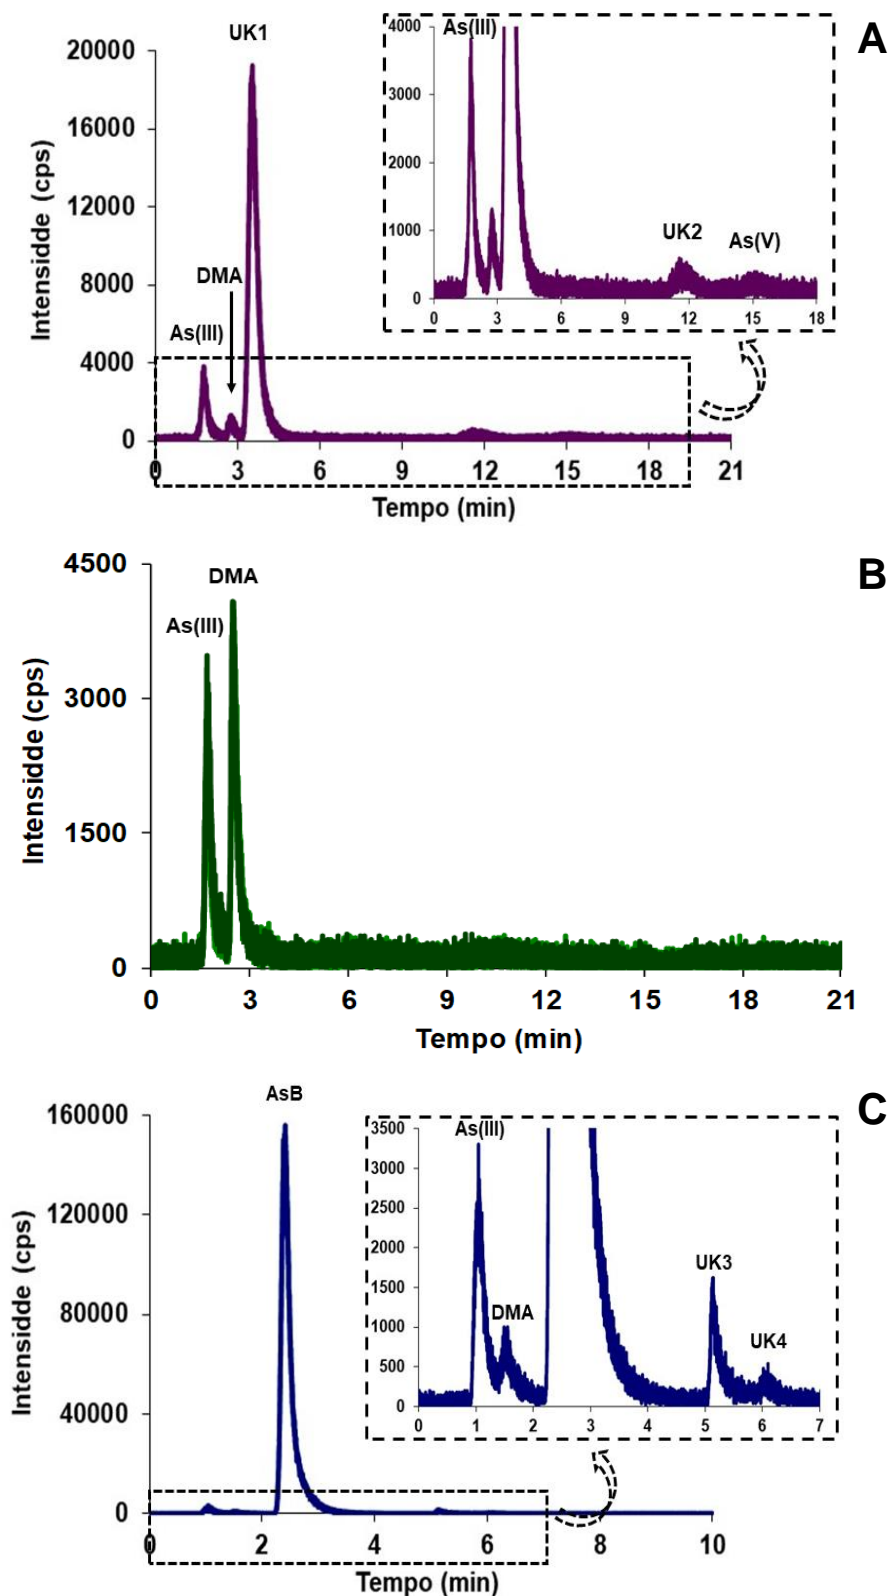 A
UK1
20000
16000
12000
8000
4000
0
Intensidde (cps)
DMA
As(III)
0 3 6 9 12 15 18 21
Tempo (min)
As(III)
4000
3000
2000
1000
0
UK2
As(V)
0 3 6 9 12 15 18
B
4500
3000
1500
0
Intensidde (cps)
DMA
As(III)
0 3 6 9 12 15 18 21
Tempo (min)
C
AsB
160000
120000
80000
40000
0
Intensidde (cps)
0 2 4 6 8 10
Tempo (min)
As(III)
3500
3000
2500
2000
1500
1000
500
0
DMA
UK3
UK4
0 1 2 3 4 5 6 7